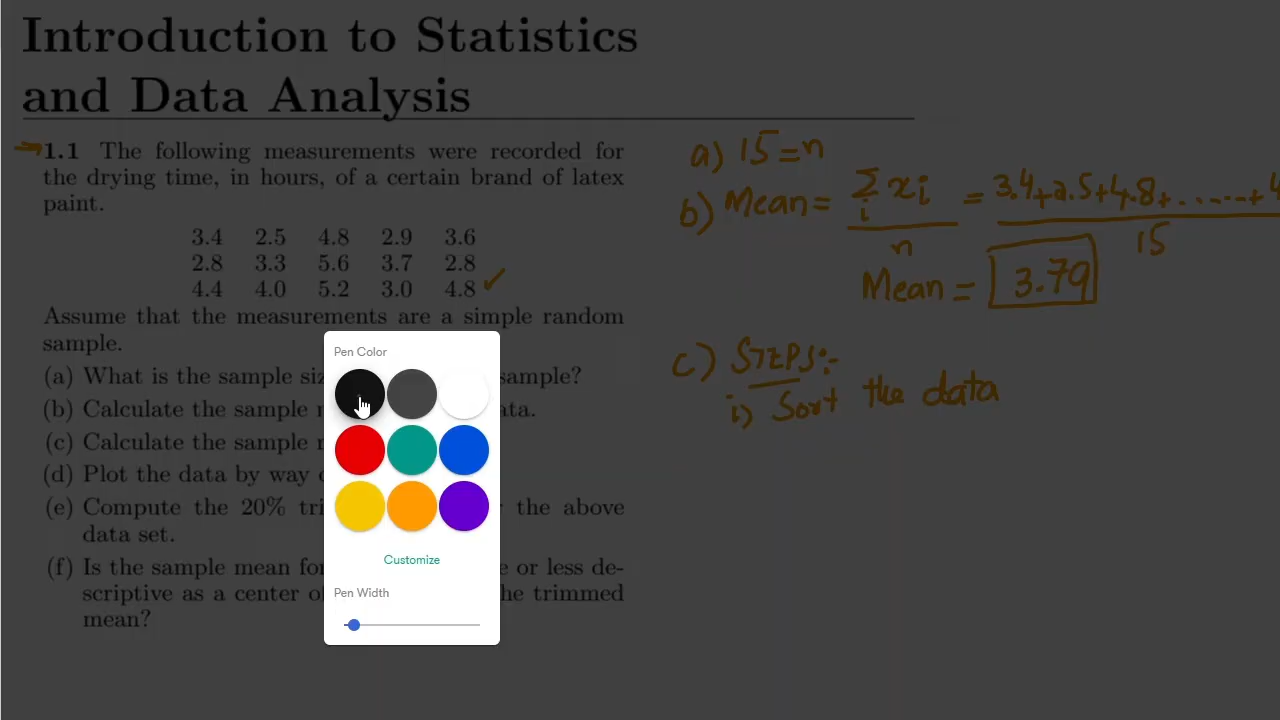 Introduction to Statistics
and Data Analysis
1.1 The following measurements were recorded for
the drying time, in hours, of a certain brand of latex
paint.
3.4 2.5 4.8 2.9 3.6
2.8 3.3 5.6 3.7 2.8
4.4 4.0 5.2 3.0 4.8
Assume that the measurements are a simple random
sample.
(a) What is the sample siz sample?
(b) Calculate the sample ata.
(c) Calculate the sample
(d) Plot the data by way
(e) Compute the 20% tri the above
data set.
(f) Is the sample mean for e or less de-
scriptive as a center of he trimmed
mean?
Pen Color
Customize
Pen Width
a) 15 = n
b) Mean = Σ xi / n = 3.4+2.5+4.8+.....+4 / 15
i
Mean = 3.79
c) STEPS:-
i) Sort the data